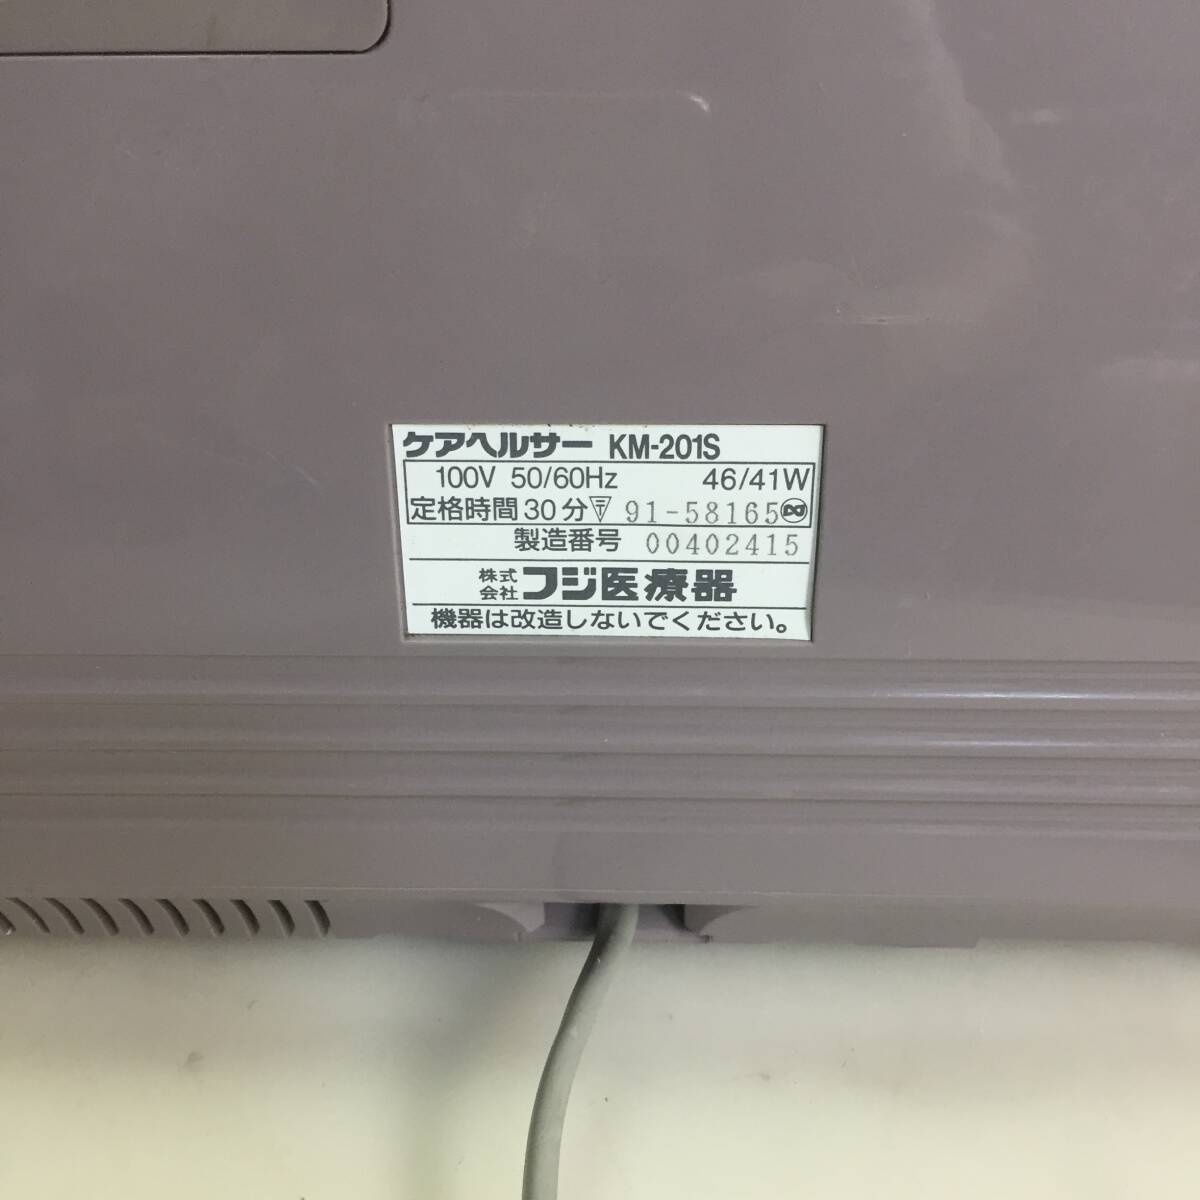 ケアヘルサー KM-201S
100V 50/60Hz 46/41W
定格時間30分 〒 91-58165
製造番号 00402415
株式会社 フジ医療器
機器は改造しないでください。